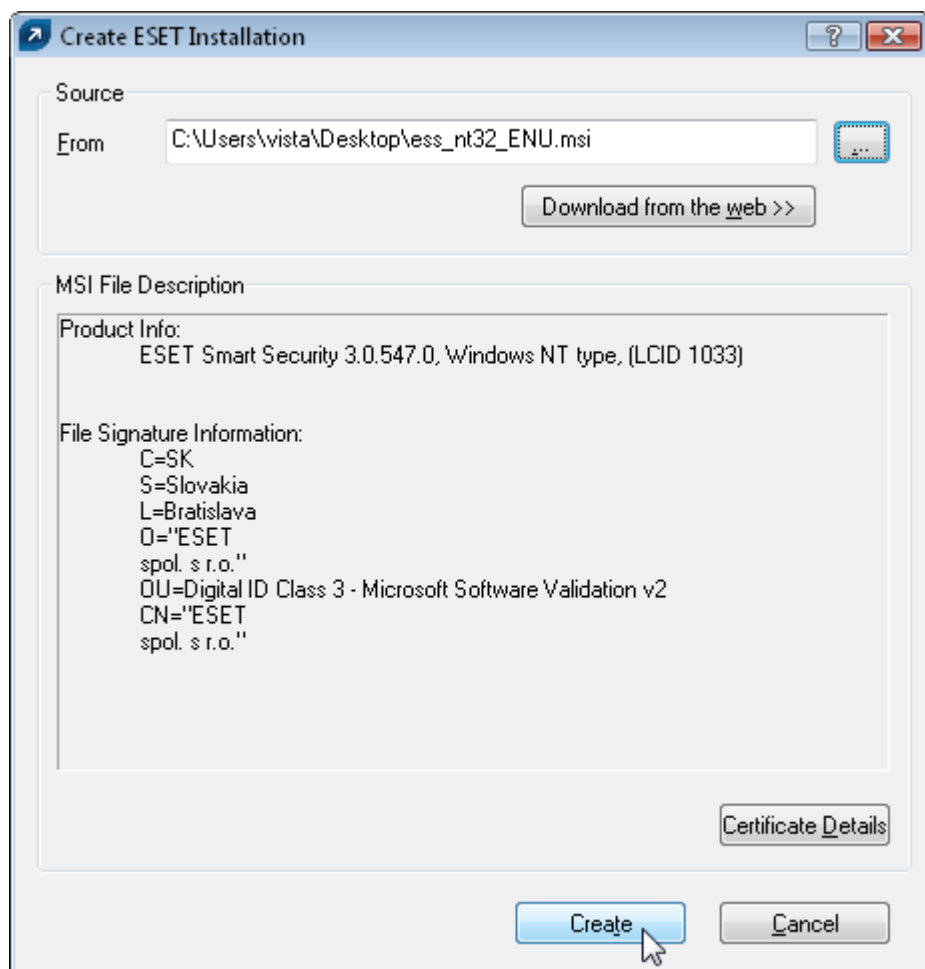 Create ESET Installation
Source
From
C:\Users\vista\Desktop\ess_nt32_ENU.msi
...
Download from the web >>
MSI File Description
Product Info:
ESET Smart Security 3.0.547.0, Windows NT type, (LCID 1033)
File Signature Information:
C=SK
S=Slovakia
L=Bratislava
O="ESET
spol. s r.o."
OU=Digital ID Class 3 - Microsoft Software Validation v2
CN="ESET
spol. s r.o."
Certificate Details
Create
Cancel